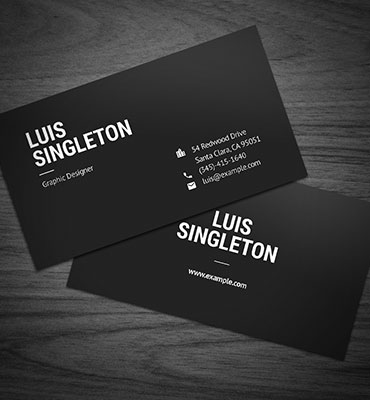 LUIS
SINGLETON
Graphic Designer
54 Redwood Drive
Santa Clara, CA 95051
(345)-415-1640
luis@example.com
LUIS
SINGLETON
www.example.com